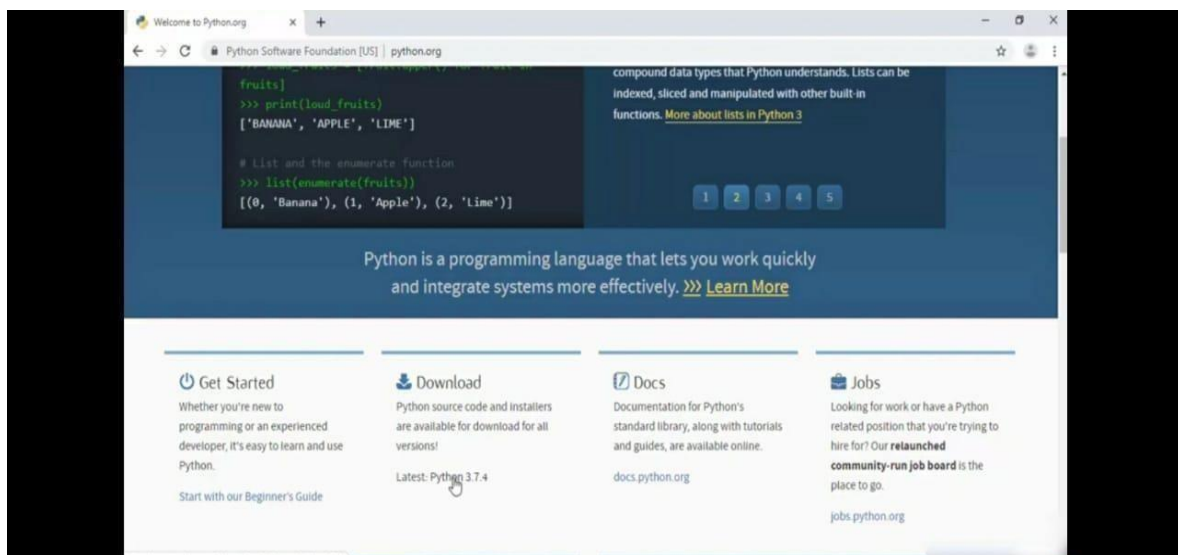 Welcome to Python.org
Python Software Foundation [US] | python.org
fruits]
>>> print(loud_fruits)
['BANANA', 'APPLE', 'LIME']
# List and the enumerate function
>>> list(enumerate(fruits))
[(0, 'Banana'), (1, 'Apple'), (2, 'Lime')]
compound data types that Python understands. Lists can be
indexed, sliced and manipulated with other built-in
functions. More about lists in Python 3
1 2 3 4 5
Python is a programming language that lets you work quickly
and integrate systems more effectively. >>> Learn More
Get Started
Whether you're new to
programming or an experienced
developer, it's easy to learn and use
Python.
Start with our Beginner's Guide
Download
Python source code and installers
are available for download for all
versions!
Latest: Python 3.7.4
Docs
Documentation for Python's
standard library, along with tutorials
and guides, are available online.
docs.python.org
Jobs
Looking for work or have a Python
related position that you're trying to
hire for? Our relaunched
community-run job board is the
place to go.
jobs.python.org